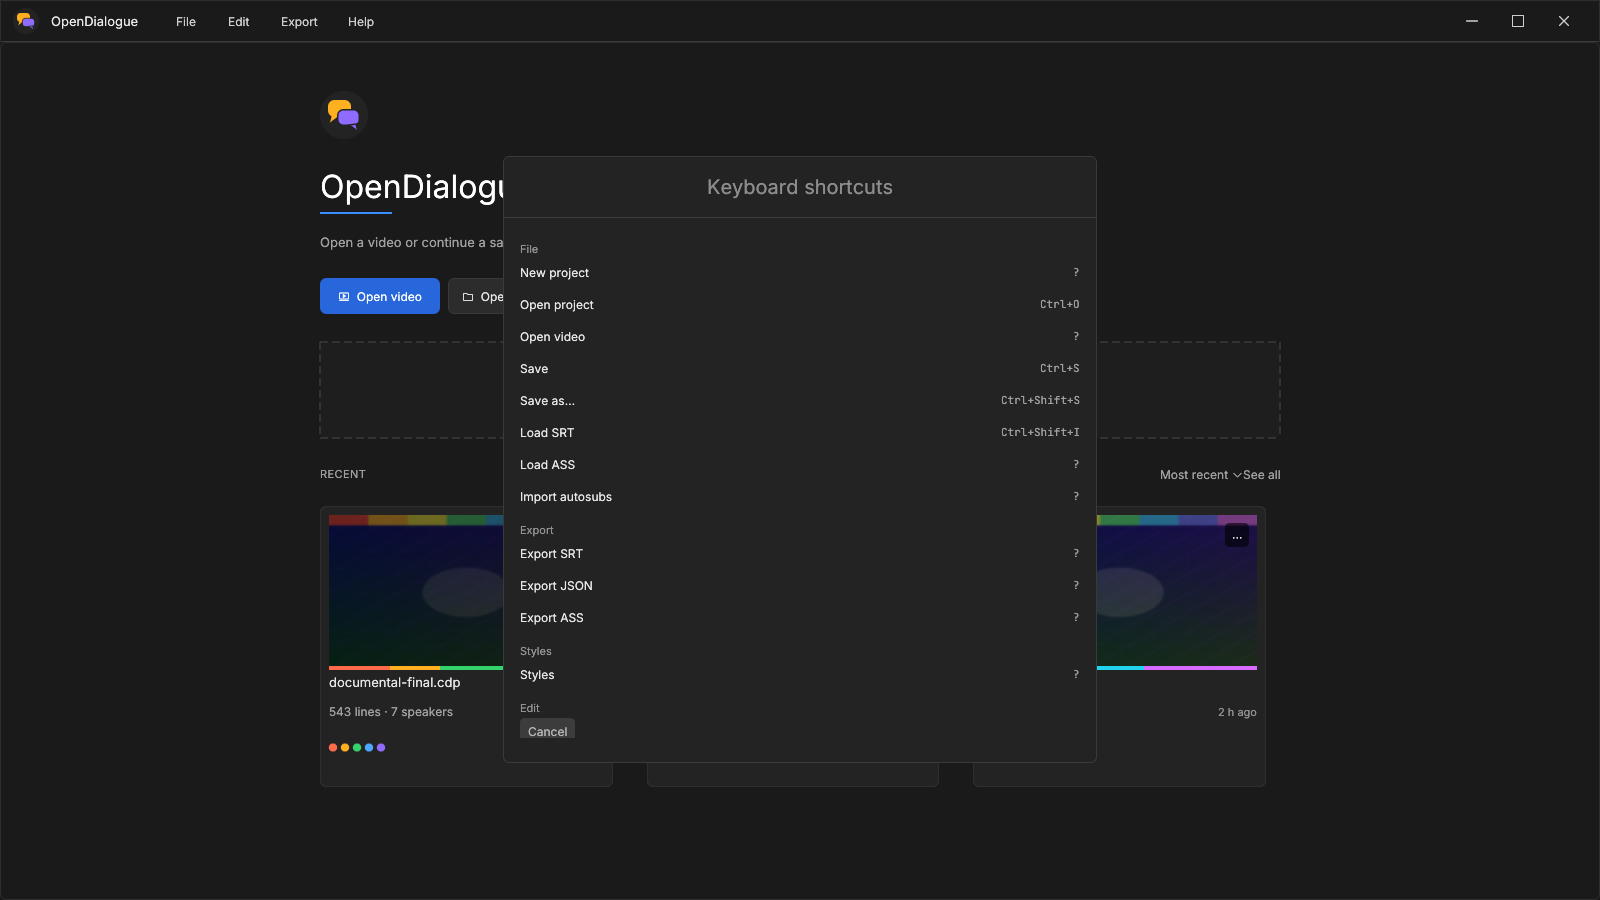 OpenDialogue File Edit Export Help
OpenDialogu
Open a video or continue a sa
Open video Ope
RECENT
Most recent See all
documental-final.cdp
543 lines · 7 speakers
...
2 h ago
Keyboard shortcuts
File
New project ?
Open project Ctrl+O
Open video ?
Save Ctrl+S
Save as... Ctrl+Shift+S
Load SRT Ctrl+Shift+I
Load ASS ?
Import autosubs ?
Export
Export SRT ?
Export JSON ?
Export ASS ?
Styles
Styles ?
Edit
Cancel